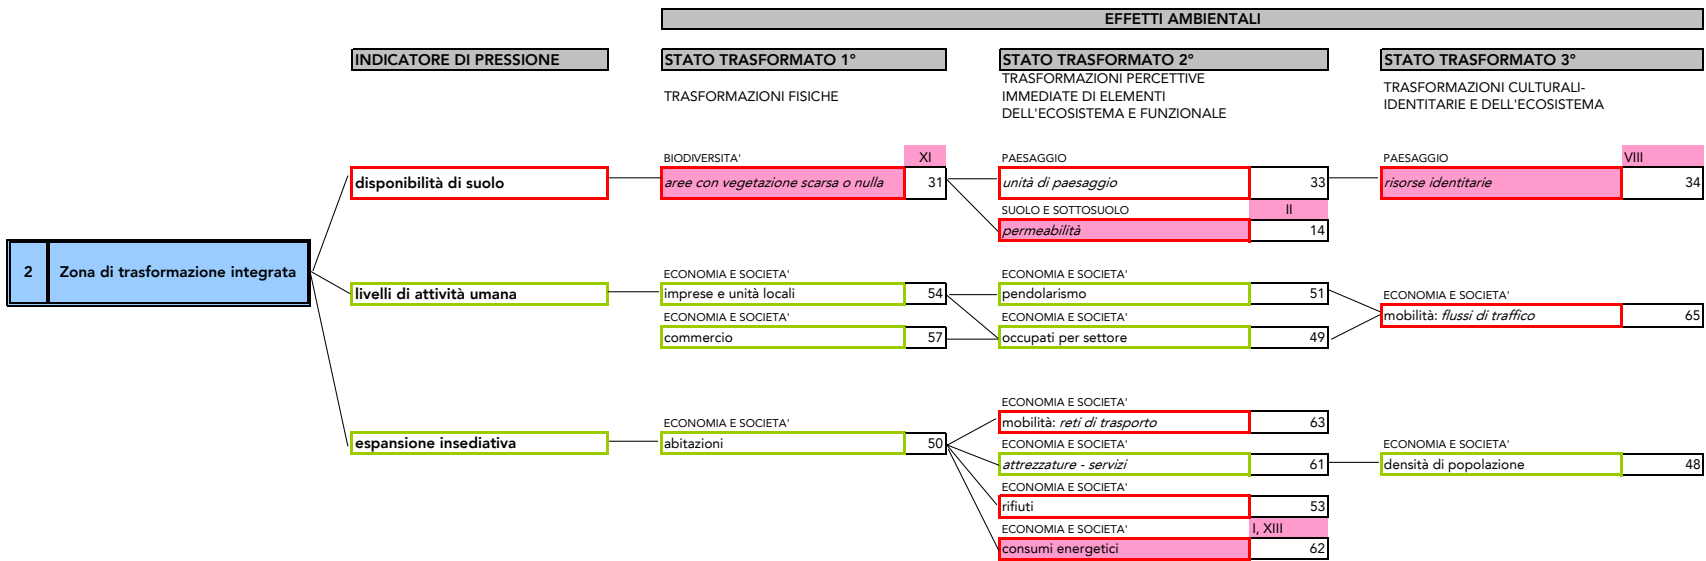 EFFETTI AMBIENTALI
INDICATORE DI PRESSIONE
STATO TRASFORMATO 1°
STATO TRASFORMATO 2°
STATO TRASFORMATO 3°
TRASFORMAZIONI FISICHE
TRASFORMAZIONI PERCETTIVE
IMMEDIATE DI ELEMENTI
DELL'ECOSISTEMA E FUNZIONALE
TRASFORMAZIONI CULTURALI-
IDENTITARIE E DELL'ECOSISTEMA
BIODIVERSITA' XI
PAESAGGIO
PAESAGGIO VIII
disponibilità di suolo
aree con vegetazione scarsa o nulla 31
unità di paesaggio 33
risorse identitarie 34
SUOLO E SOTTOSUOLO II
permeabilità 14
2 Zona di trasformazione integrata
ECONOMIA E SOCIETA'
ECONOMIA E SOCIETA'
livelli di attività umana
imprese e unità locali 54
pendolarismo 51
ECONOMIA E SOCIETA'
mobilità: flussi di traffico 65
ECONOMIA E SOCIETA'
ECONOMIA E SOCIETA'
commercio 57
occupati per settore 49
ECONOMIA E SOCIETA'
mobilità: reti di trasporto 63
ECONOMIA E SOCIETA'
espansione insediativa
abitazioni 50
ECONOMIA E SOCIETA'
attrezzature - servizi 61
ECONOMIA E SOCIETA'
densità di popolazione 48
ECONOMIA E SOCIETA'
rifiuti 53
ECONOMIA E SOCIETA' I, XIII
consumi energetici 62